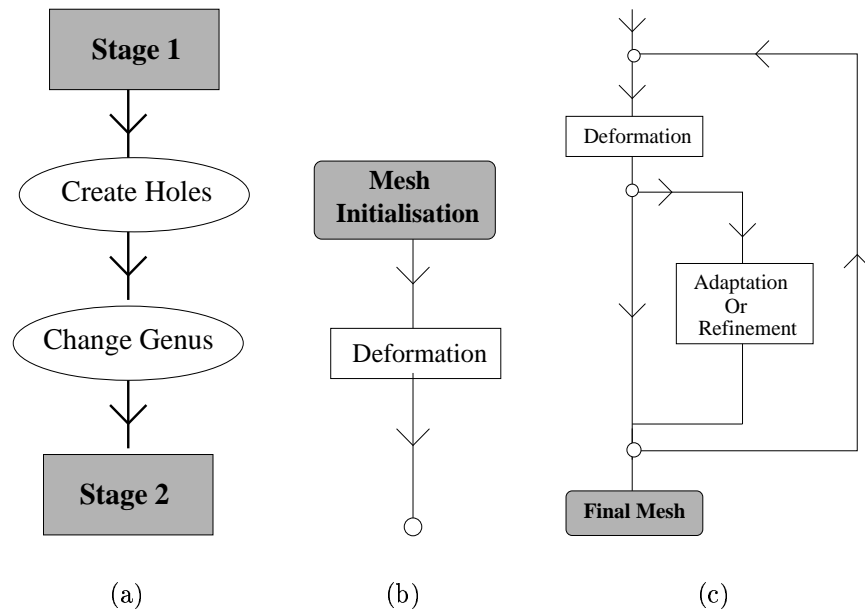 Stage 1
Create Holes
Change Genus
Stage 2
(a)
Mesh
Initialisation
Deformation
(b)
Deformation
Adaptation
Or
Refinement
Final Mesh
(c)